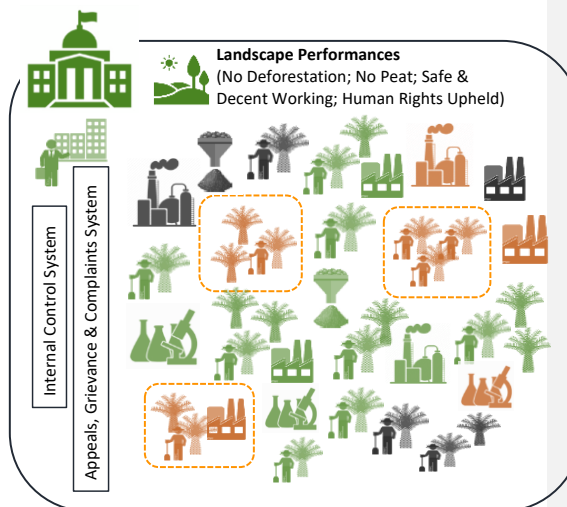 Landscape Performances
(No Deforestation; No Peat; Safe &
Decent Working; Human Rights Upheld)
Internal Control System
Appeals, Grievance & Complaints System